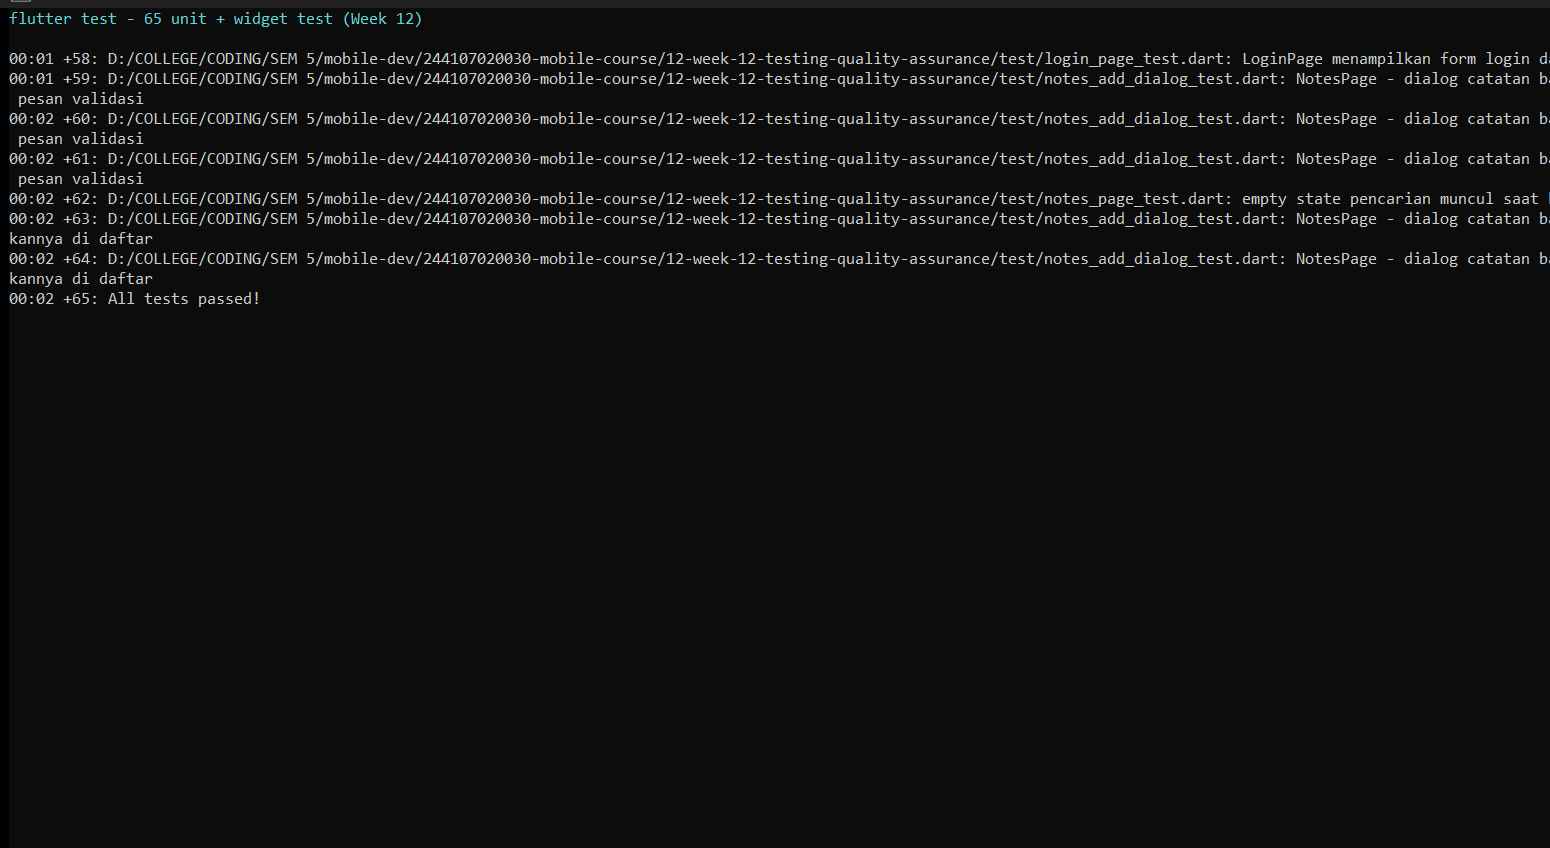 flutter test - 65 unit + widget test (Week 12)
00:01 +58: D:/COLLEGE/CODING/SEM 5/mobile-dev/244107020030-mobile-course/12-week-12-testing-quality-assurance/test/login_page_test.dart: LoginPage menampilkan form login
00:01 +59: D:/COLLEGE/CODING/SEM 5/mobile-dev/244107020030-mobile-course/12-week-12-testing-quality-assurance/test/notes_add_dialog_test.dart: NotesPage - dialog catatan
pesan validasi
00:02 +60: D:/COLLEGE/CODING/SEM 5/mobile-dev/244107020030-mobile-course/12-week-12-testing-quality-assurance/test/notes_add_dialog_test.dart: NotesPage - dialog catatan
pesan validasi
00:02 +61: D:/COLLEGE/CODING/SEM 5/mobile-dev/244107020030-mobile-course/12-week-12-testing-quality-assurance/test/notes_add_dialog_test.dart: NotesPage - dialog catatan
pesan validasi
00:02 +62: D:/COLLEGE/CODING/SEM 5/mobile-dev/244107020030-mobile-course/12-week-12-testing-quality-assurance/test/notes_page_test.dart: empty state pencarian muncul saat
00:02 +63: D:/COLLEGE/CODING/SEM 5/mobile-dev/244107020030-mobile-course/12-week-12-testing-quality-assurance/test/notes_add_dialog_test.dart: NotesPage - dialog catatan
kannya di daftar
00:02 +64: D:/COLLEGE/CODING/SEM 5/mobile-dev/244107020030-mobile-course/12-week-12-testing-quality-assurance/test/notes_add_dialog_test.dart: NotesPage - dialog catatan
kannya di daftar
00:02 +65: All tests passed!